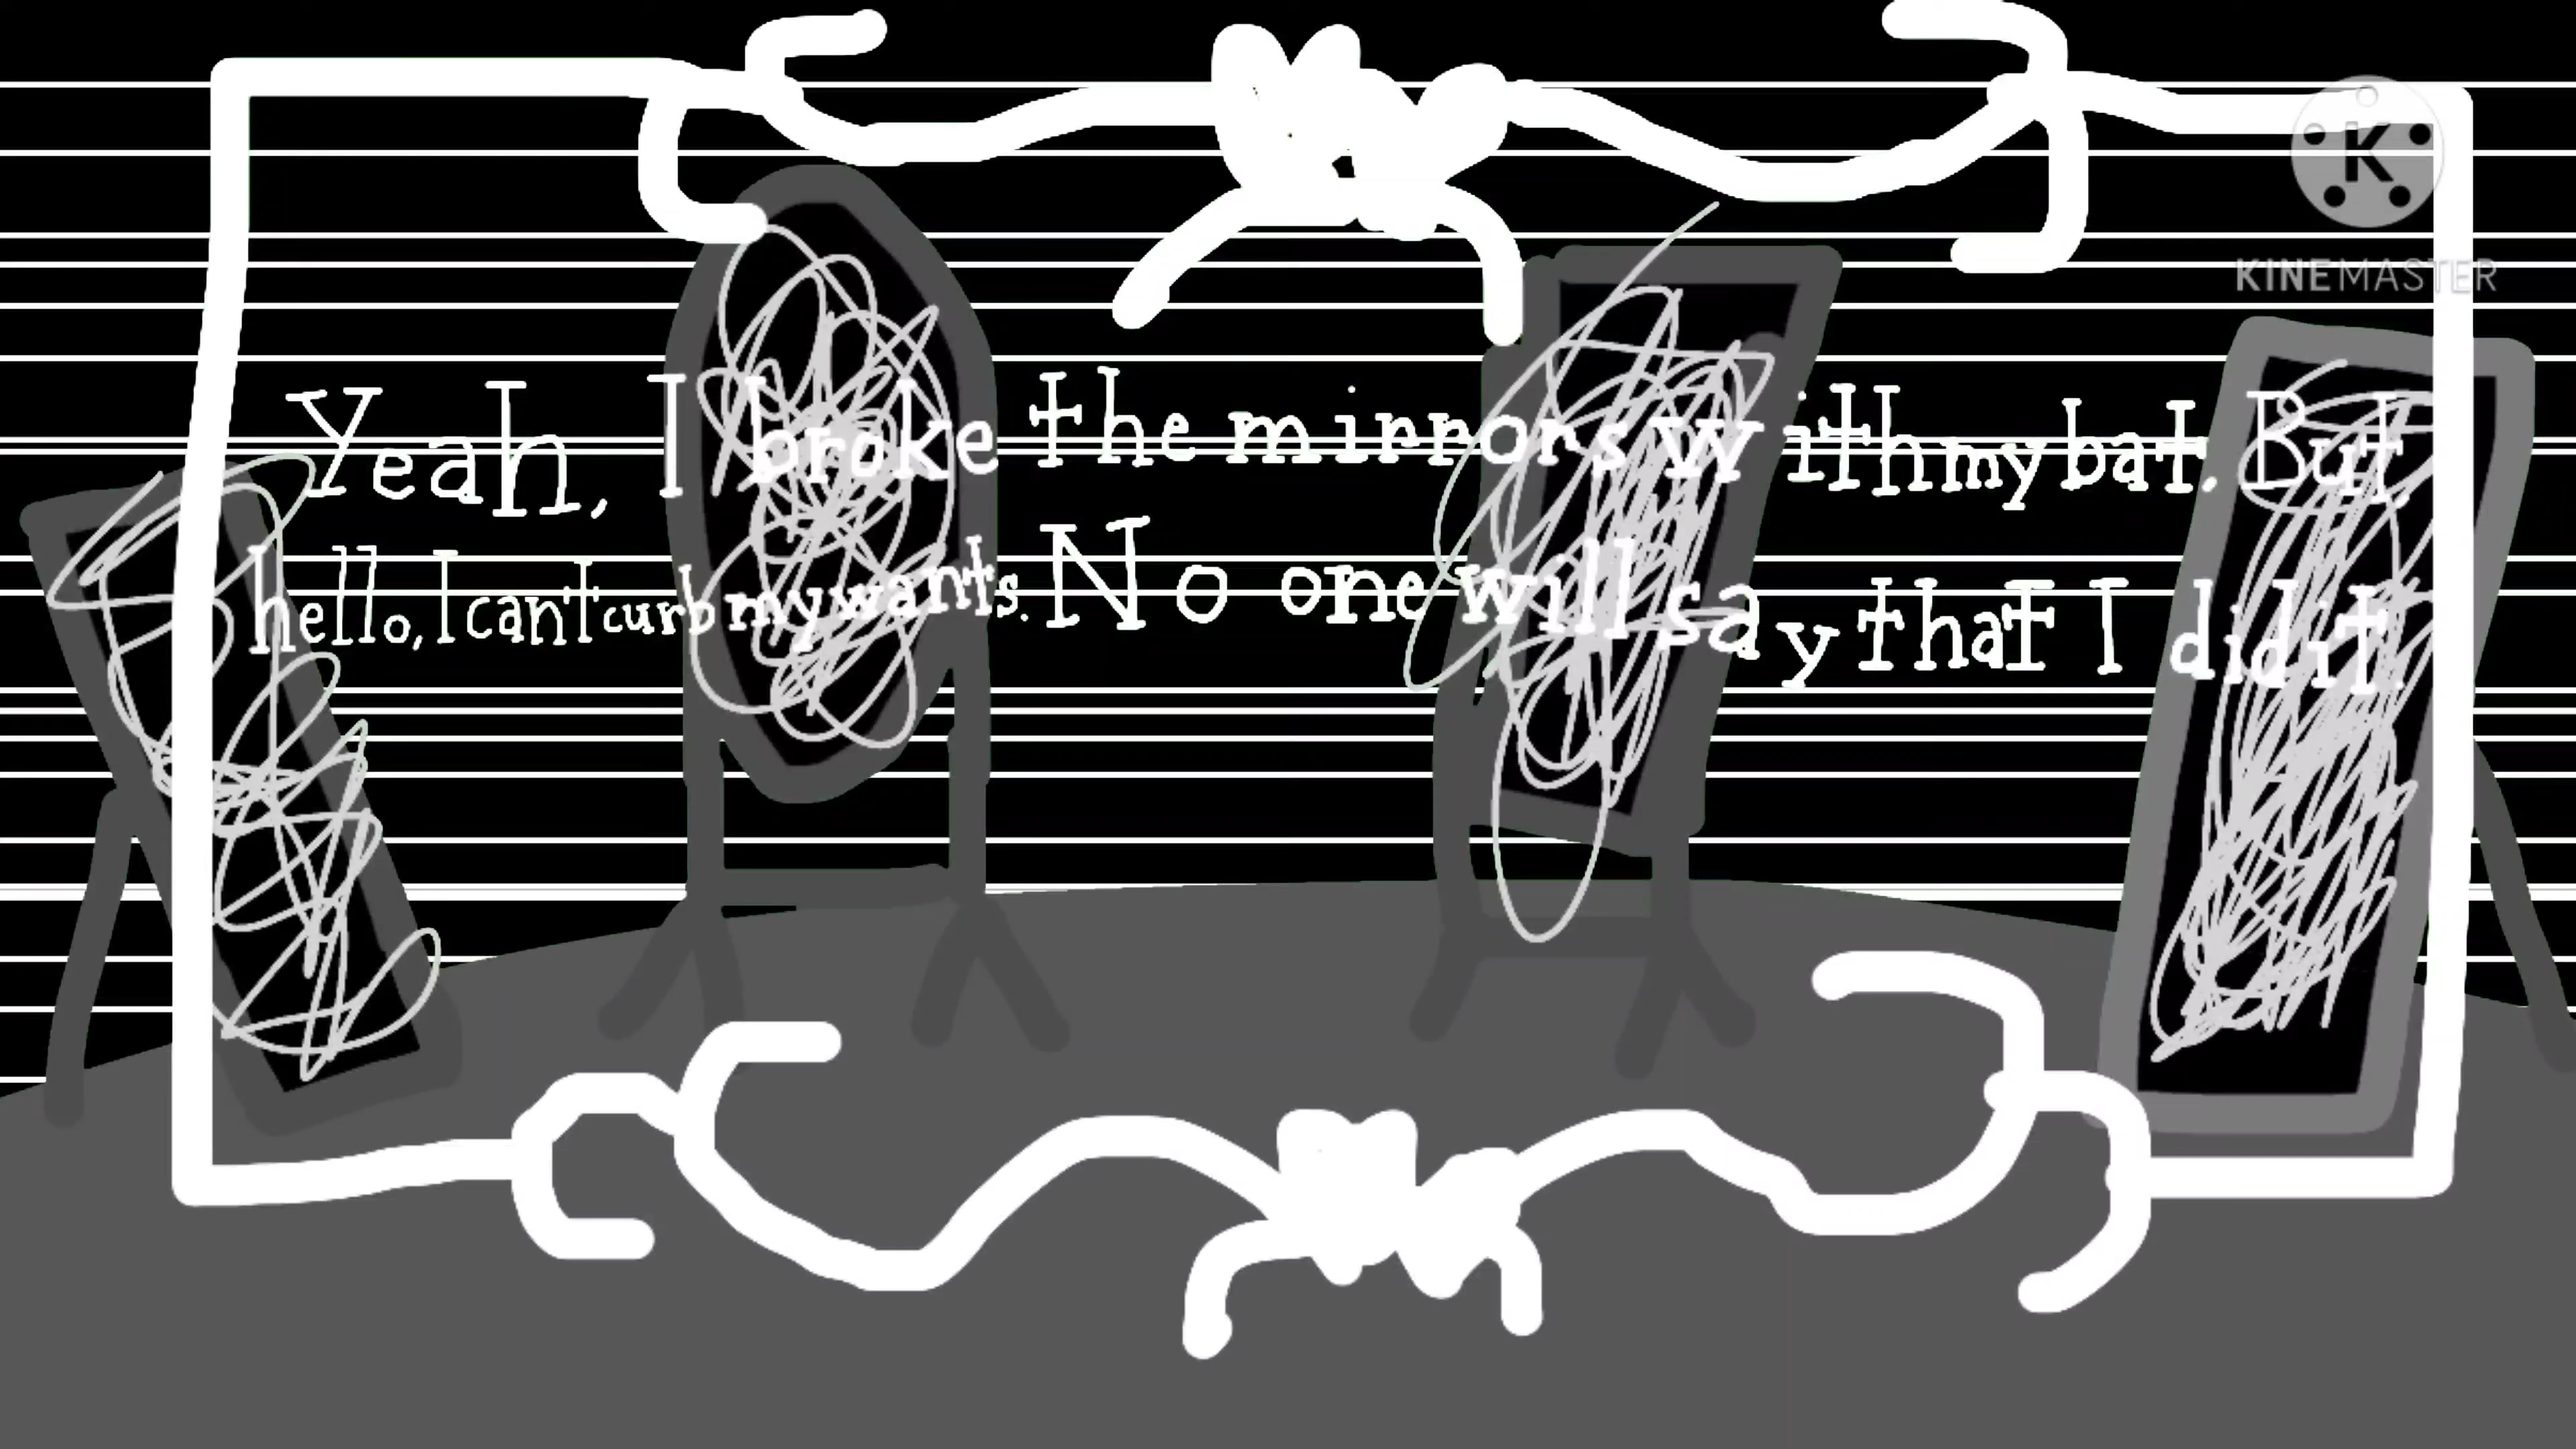 KINEMASTER
Yeah, I broke the mirrors with my bat. But,
hello, I cant curb my wants. No one will say that I did it.